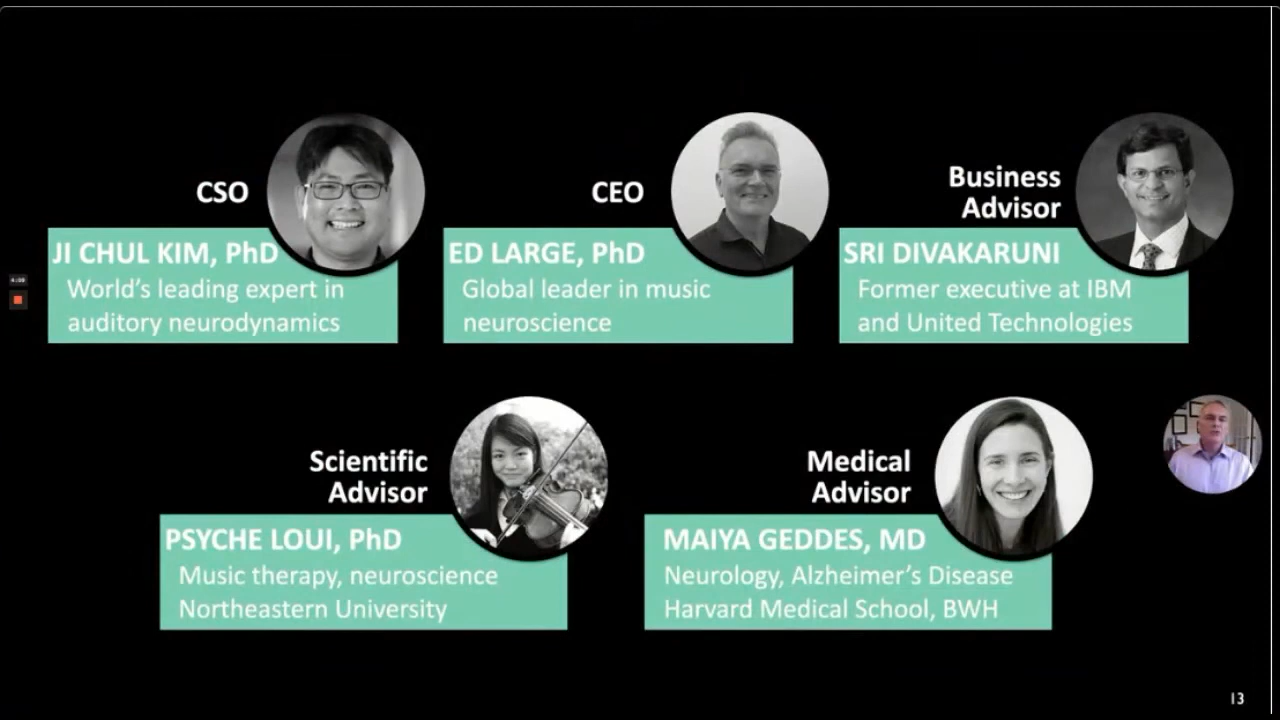 CSO
JI CHUL KIM, PhD
World's leading expert in
auditory neurodynamics
CEO
ED LARGE, PhD
Global leader in music
neuroscience
Business
Advisor
SRI DIVAKARUNI
Former executive at IBM
and United Technologies
Scientific
Advisor
PSYCHE LOUI, PhD
Music therapy, neuroscience
Northeastern University
Medical
Advisor
MAIYA GEDDES, MD
Neurology, Alzheimer's Disease
Harvard Medical School, BWH
13